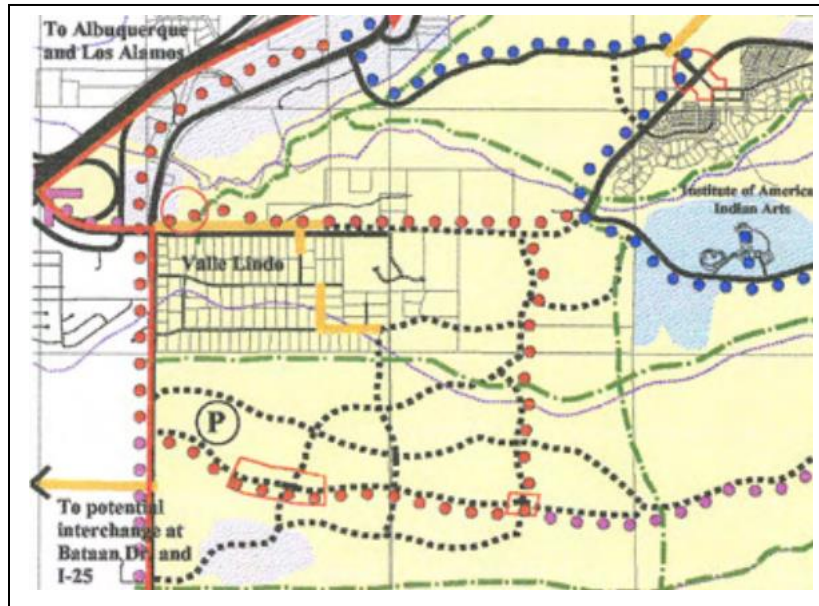 To Albuquerque
and Los Alamos
Institute of American
Indian Arts
Valle Lindo
P
To potential
interchange at
Bataan Dr. and
I-25